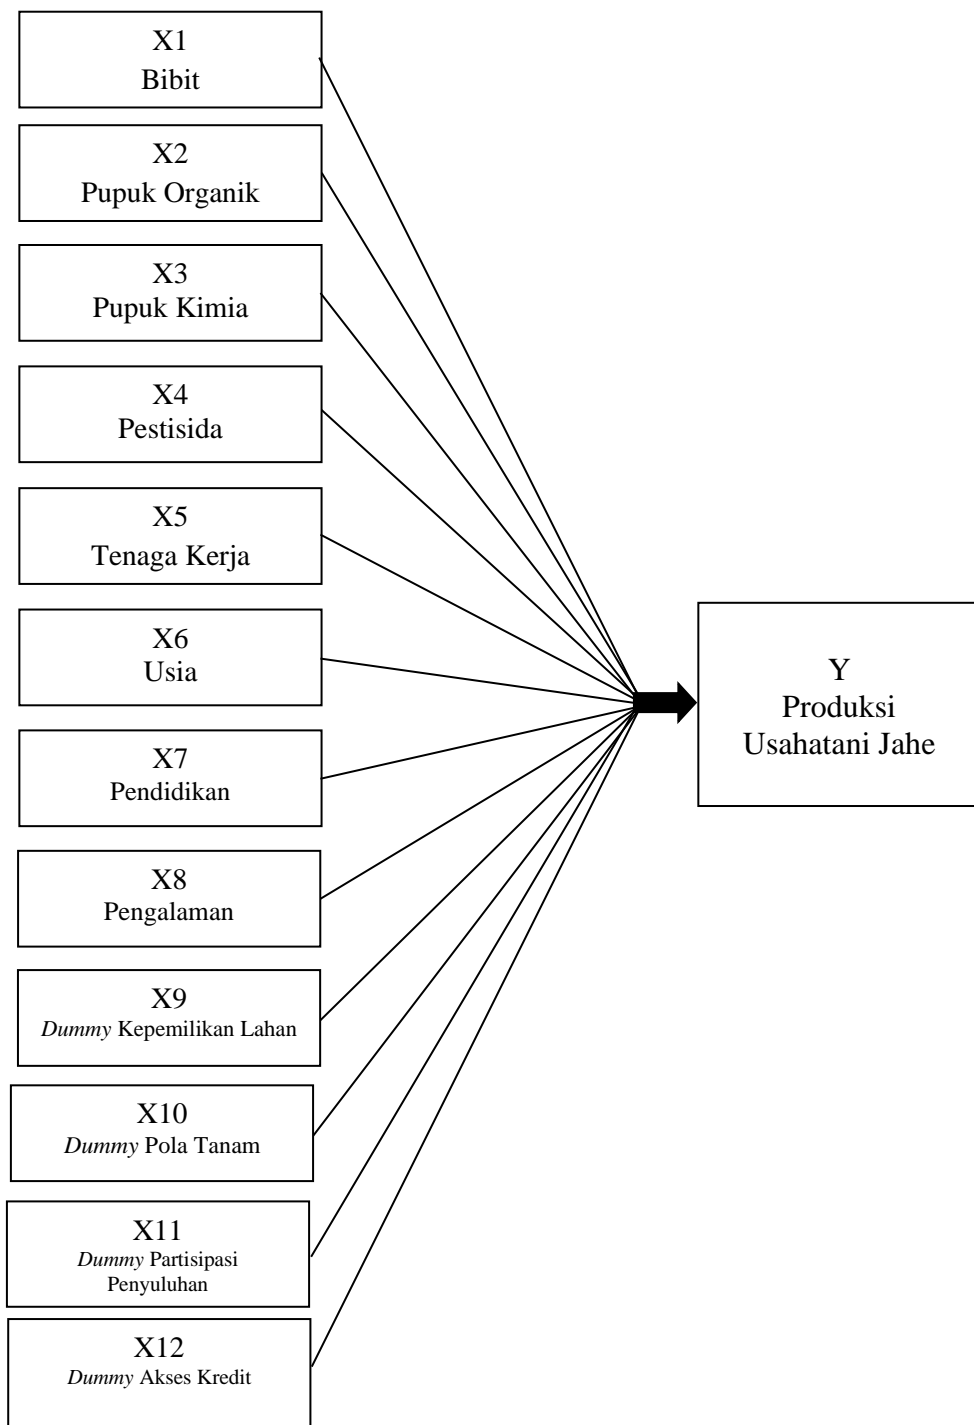 X1
Bibit
X2
Pupuk Organik
X3
Pupuk Kimia
X4
Pestisida
X5
Tenaga Kerja
X6
Usia
X7
Pendidikan
X8
Pengalaman
X9
Dummy Kepemilikan Lahan
X10
Dummy Pola Tanam
X11
Dummy Partisipasi
Penyuluhan
X12
Dummy Akses Kredit
Y
Produksi
Usahatani Jahe